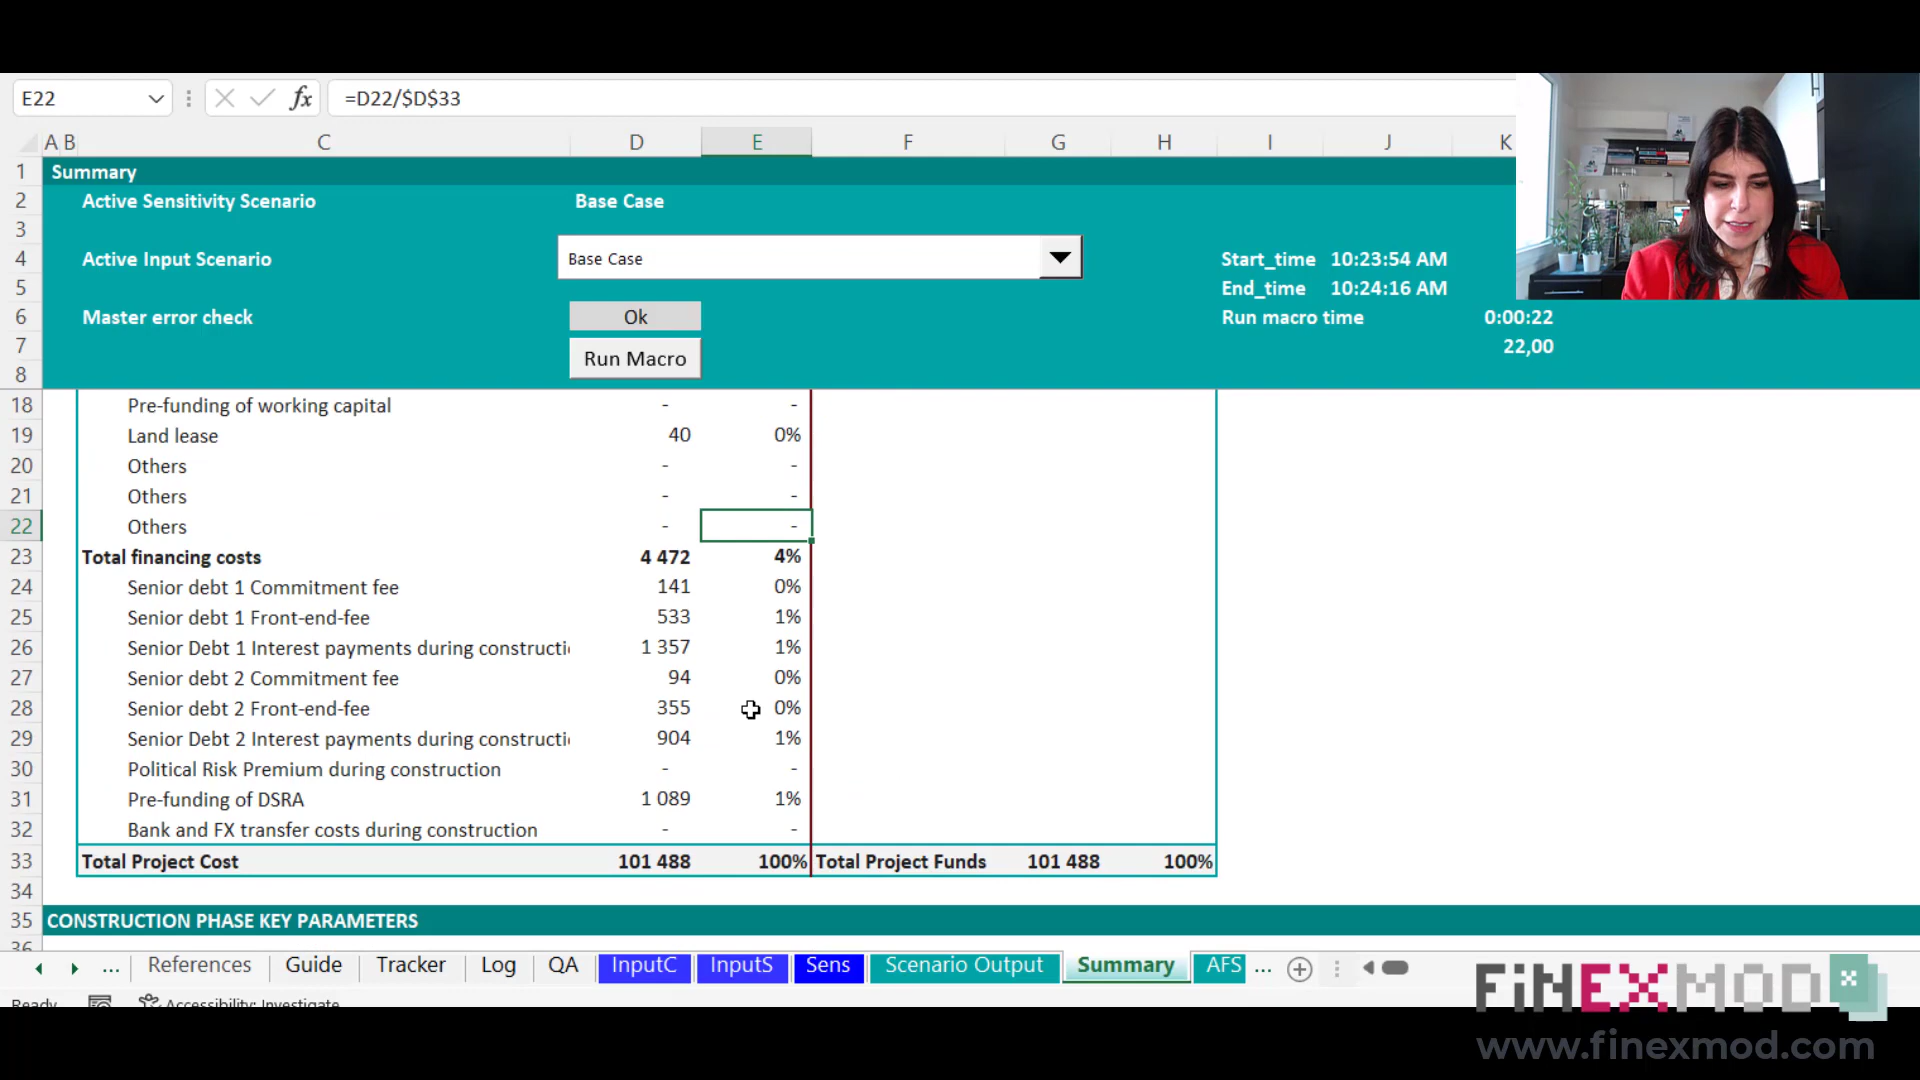 E22 fx =D22/$D$33
A B C D E F G H I J K
1 Summary
2 Active Sensitivity Scenario Base Case
3
4 Active Input Scenario Base Case Start_time 10:23:54 AM
5 End_time 10:24:16 AM
6 Master error check Ok Run macro time 0:00:22
7 Run Macro 22,00
8
18 Pre-funding of working capital - -
19 Land lease 40 0%
20 Others - -
21 Others - -
22 Others - -
23 Total financing costs 4 472 4%
24 Senior debt 1 Commitment fee 141 0%
25 Senior debt 1 Front-end-fee 533 1%
26 Senior Debt 1 Interest payments during constructi 1 357 1%
27 Senior debt 2 Commitment fee 94 0%
28 Senior debt 2 Front-end-fee 355 0%
29 Senior Debt 2 Interest payments during constructi 904 1%
30 Political Risk Premium during construction - -
31 Pre-funding of DSRA 1 089 1%
32 Bank and FX transfer costs during construction - -
33 Total Project Cost 101 488 100% Total Project Funds 101 488 100%
34
35 CONSTRUCTION PHASE KEY PARAMETERS
36
... References Guide Tracker Log QA InputC InputS Sens Scenario Output Summary AFS ...
Ready Accessibility: Investigate
FINEXMOD
www.finexmod.com